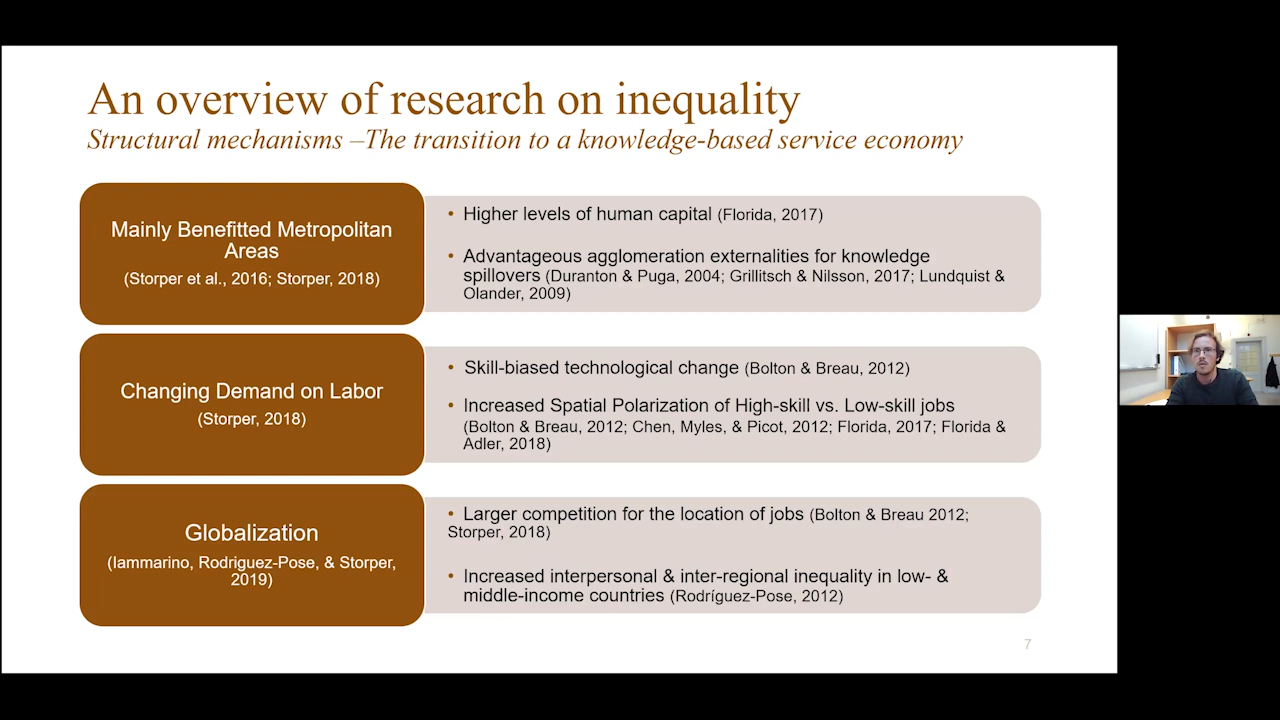 An overview of research on inequality
Structural mechanisms –The transition to a knowledge-based service economy
Mainly Benefitted Metropolitan
Areas
(Storper et al., 2016; Storper, 2018)
• Higher levels of human capital (Florida, 2017)
• Advantageous agglomeration externalities for knowledge
spillovers (Duranton & Puga, 2004; Grillitsch & Nilsson, 2017; Lundquist &
Olander, 2009)
Changing Demand on Labor
(Storper, 2018)
• Skill-biased technological change (Bolton & Breau, 2012)
• Increased Spatial Polarization of High-skill vs. Low-skill jobs
(Bolton & Breau, 2012; Chen, Myles, & Picot, 2012; Florida, 2017; Florida &
Adler, 2018)
Globalization
(Iammarino, Rodriguez-Pose, & Storper,
2019)
• Larger competition for the location of jobs (Bolton & Breau 2012;
Storper, 2018)
• Increased interpersonal & inter-regional inequality in low- &
middle-income countries (Rodríguez-Pose, 2012)
7